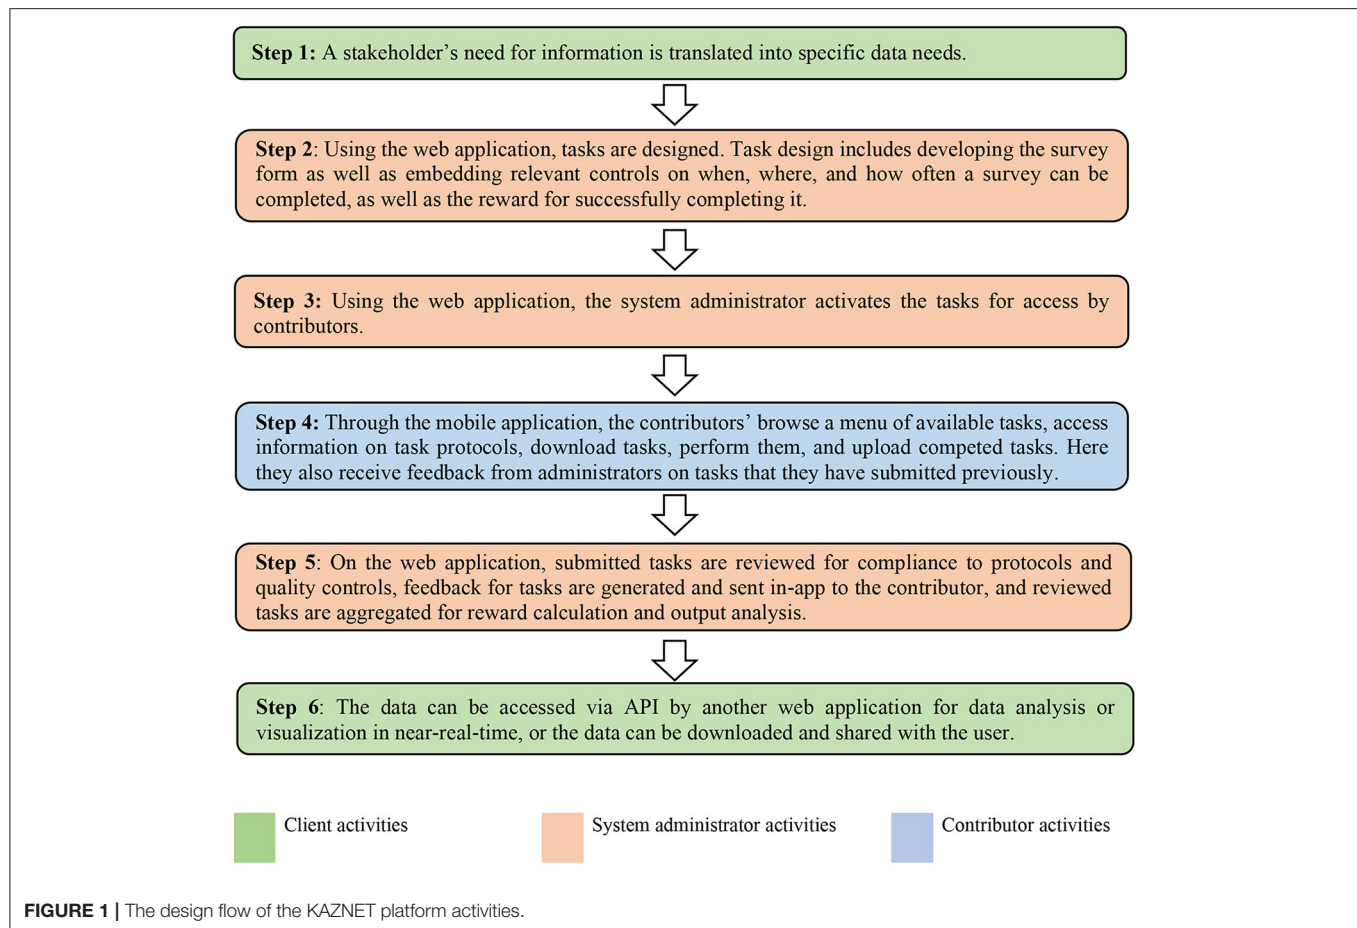 Step 1: A stakeholder’s need for information is translated into specific data needs.
Step 2: Using the web application, tasks are designed. Task design includes developing the survey
form as well as embedding relevant controls on when, where, and how often a survey can be
completed, as well as the reward for successfully completing it.
Step 3: Using the web application, the system administrator activates the tasks for access by
contributors.
Step 4: Through the mobile application, the contributors’ browse a menu of available tasks, access
information on task protocols, download tasks, perform them, and upload competed tasks. Here
they also receive feedback from administrators on tasks that they have submitted previously.
Step 5: On the web application, submitted tasks are reviewed for compliance to protocols and
quality controls, feedback for tasks are generated and sent in-app to the contributor, and reviewed
tasks are aggregated for reward calculation and output analysis.
Step 6: The data can be accessed via API by another web application for data analysis or
visualization in near-real-time, or the data can be downloaded and shared with the user.
Client activities
System administrator activities
Contributor activities
FIGURE 1 | The design flow of the KAZNET platform activities.